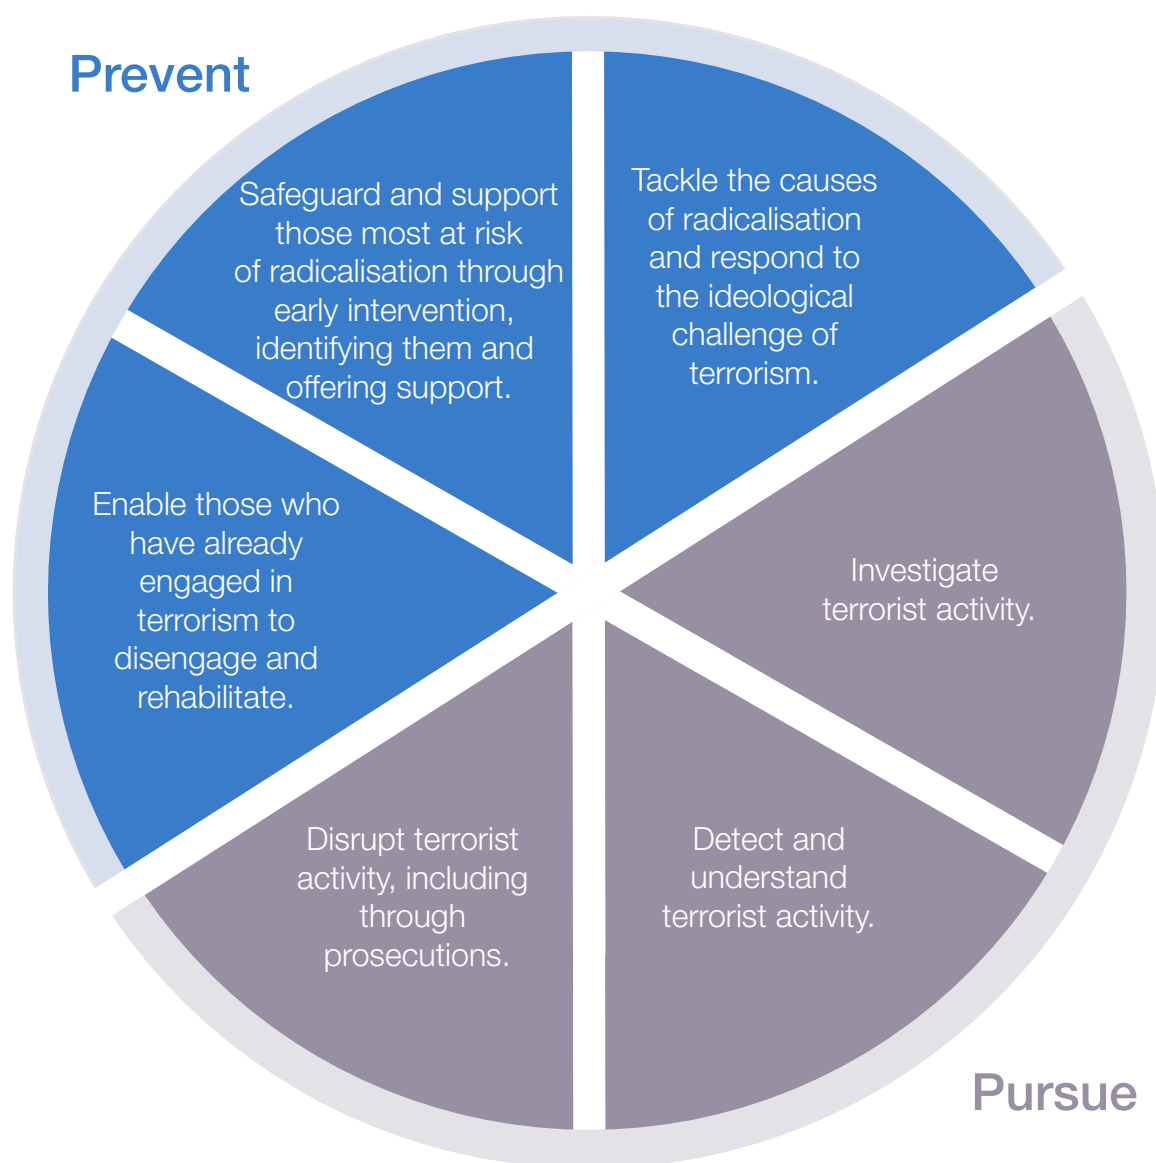 Prevent
Safeguard and support
those most at risk
of radicalisation through
early intervention,
identifying them and
offering support.
Tackle the causes
of radicalisation
and respond to
the ideological
challenge of
terrorism.
Enable those who
have already
engaged in
terrorism to
disengage and
rehabilitate.
Investigate
terrorist activity.
Disrupt terrorist
activity, including
through
prosecutions.
Detect and
understand
terrorist activity.
Pursue